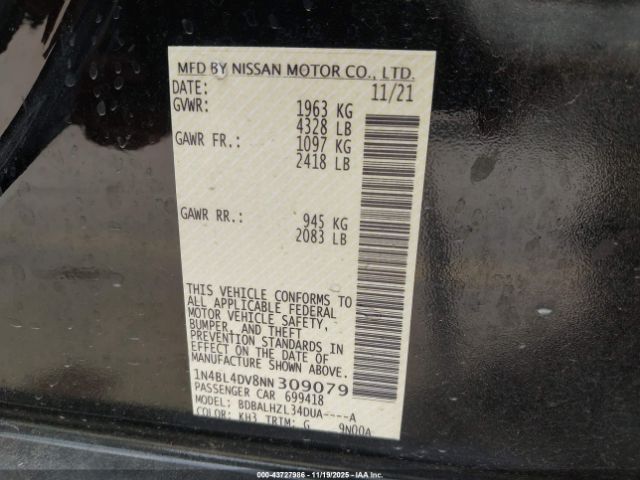 MFD BY NISSAN MOTOR CO., LTD.
DATE: 11/21
GVWR: 1963 KG
4328 LB
GAWR FR.: 1097 KG
2418 LB
GAWR RR.: 945 KG
2083 LB
THIS VEHICLE CONFORMS TO
ALL APPLICABLE FEDERAL
MOTOR VEHICLE SAFETY,
BUMPER, AND THEFT
PREVENTION STANDARDS IN
EFFECT ON THE DATE OF
MANUFACTURE SHOWN ABOVE.
1N4BL4DV8NN309079
PASSENGER CAR 699418
MODEL: BDBALHZL34DUA----A
COLOR: KH3 TRIM: G 9N00A
000-43727986 - 11/19/2025 - IAAI.com